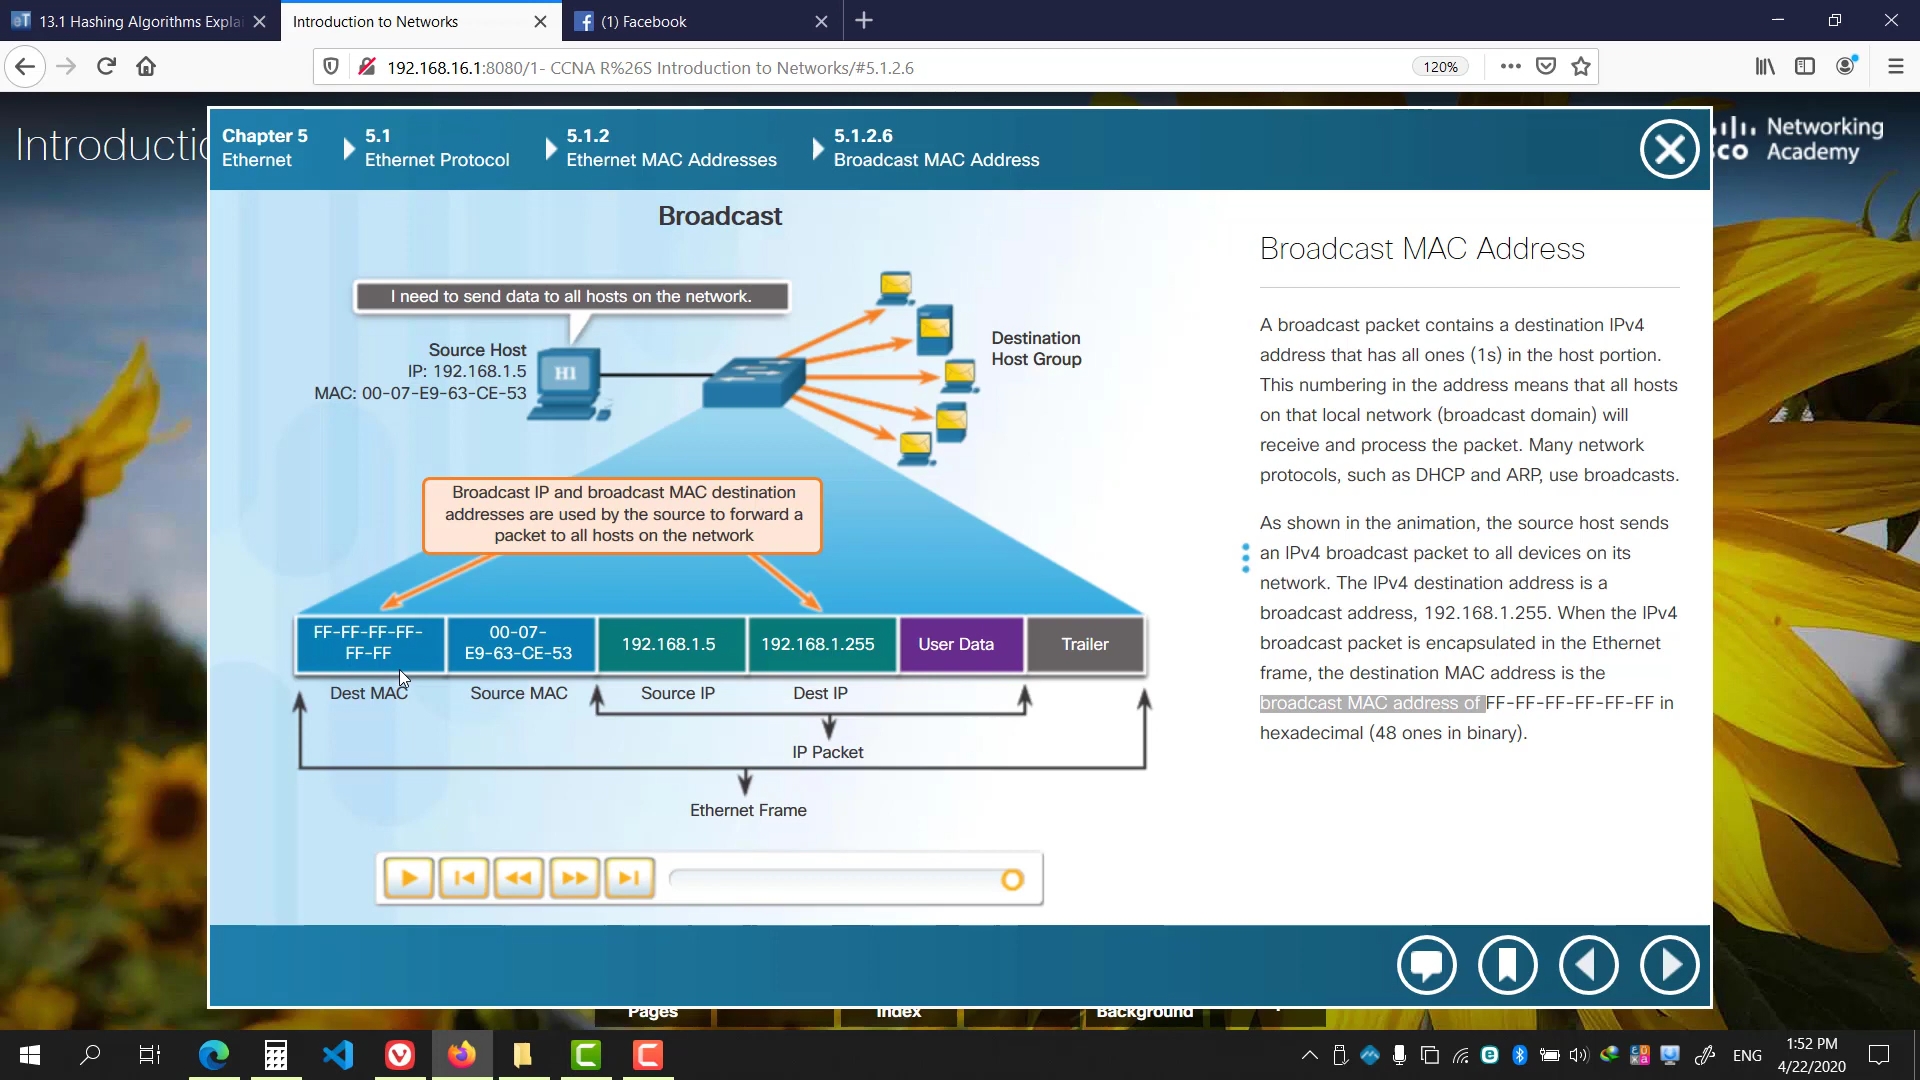 13.1 Hashing Algorithms Explai
Introduction to Networks
(1) Facebook
192.168.16.1:8080/1- CCNA R%26S Introduction to Networks/#5.1.2.6
120%
Introductio
Networking
Academy
Chapter 5
Ethernet
5.1
Ethernet Protocol
5.1.2
Ethernet MAC Addresses
5.1.2.6
Broadcast MAC Address
Broadcast
I need to send data to all hosts on the network.
Source Host
IP: 192.168.1.5
MAC: 00-07-E9-63-CE-53
H1
Destination
Host Group
Broadcast IP and broadcast MAC destination
addresses are used by the source to forward a
packet to all hosts on the network
FF-FF-FF-FF-
FF-FF
00-07-
E9-63-CE-53
192.168.1.5
192.168.1.255
User Data
Trailer
Dest MAC
Source MAC
Source IP
Dest IP
IP Packet
Ethernet Frame
Broadcast MAC Address
A broadcast packet contains a destination IPv4
address that has all ones (1s) in the host portion.
This numbering in the address means that all hosts
on that local network (broadcast domain) will
receive and process the packet. Many network
protocols, such as DHCP and ARP, use broadcasts.
As shown in the animation, the source host sends
an IPv4 broadcast packet to all devices on its
network. The IPv4 destination address is a
broadcast address, 192.168.1.255. When the IPv4
broadcast packet is encapsulated in the Ethernet
frame, the destination MAC address is the
broadcast MAC address of FF-FF-FF-FF-FF-FF in
hexadecimal (48 ones in binary).
Pages
Index
Background
ENG
1:52 PM
4/22/2020